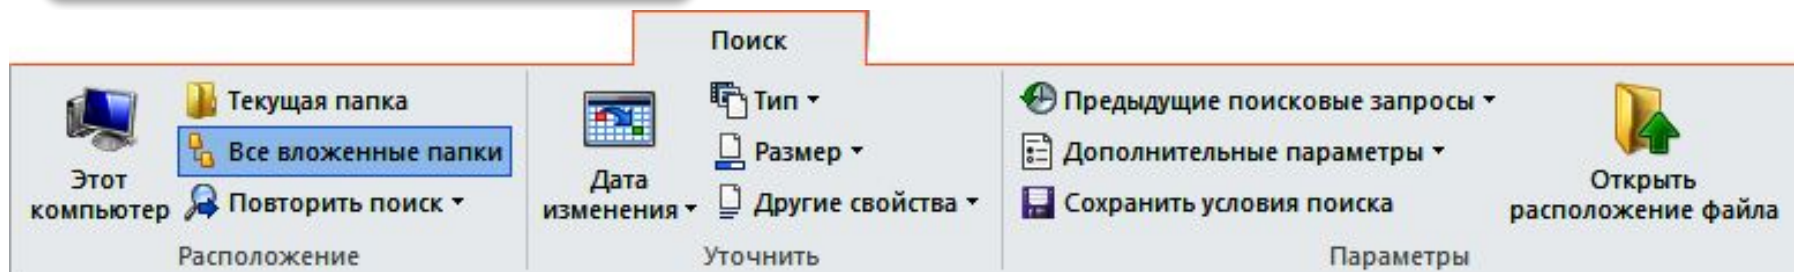 Поиск
Этот
компьютер
Текущая папка
Все вложенные папки
Повторить поиск
Расположение
Дата
изменения
Тип
Размер
Другие свойства
Уточнить
Предыдущие поисковые запросы
Дополнительные параметры
Сохранить условия поиска
Открыть
расположение файла
Параметры